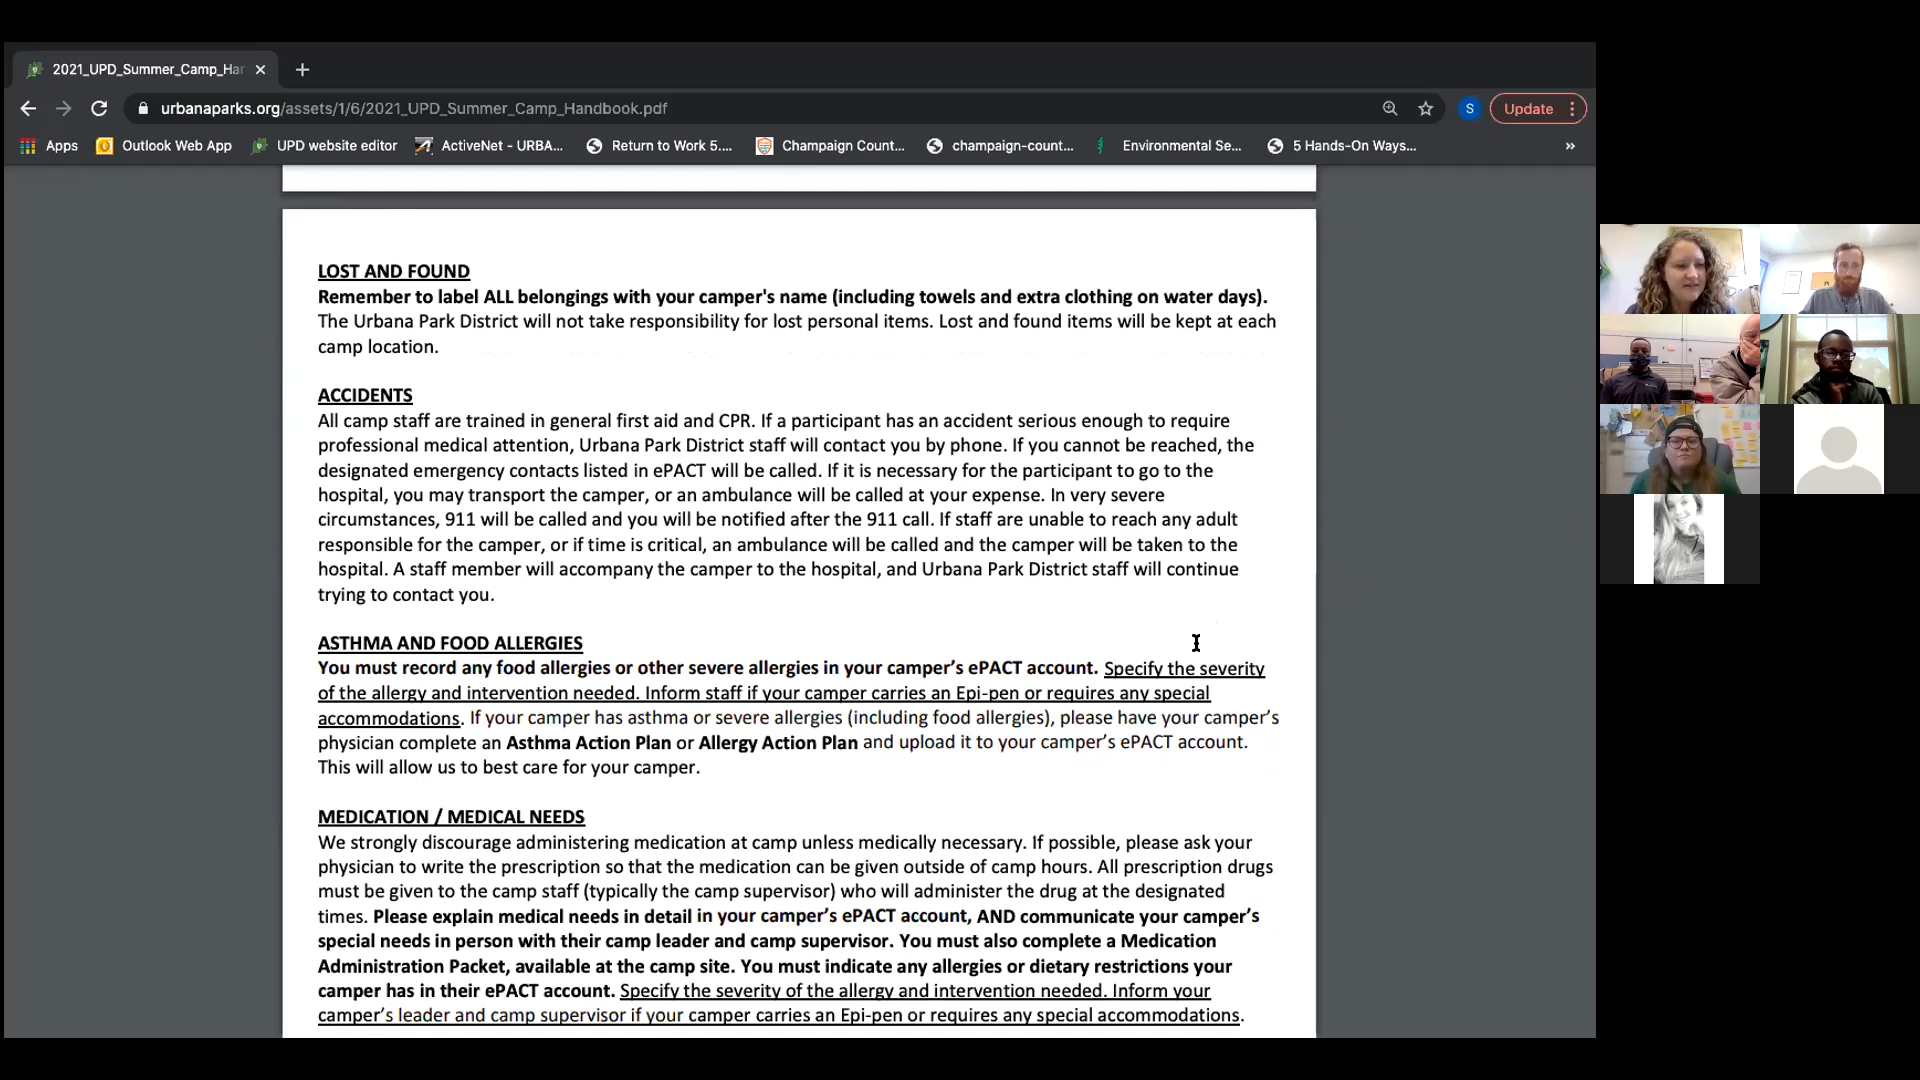 2021_UPD_Summer_Camp_Har
urbanaparks.org/assets/1/6/2021_UPD_Summer_Camp_Handbook.pdf
S
Update
Apps
Outlook Web App
UPD website editor
ActiveNet - URBA...
Return to Work 5....
Champaign Count...
champaign-count...
Environmental Se...
5 Hands-On Ways...
»
LOST AND FOUND
Remember to label ALL belongings with your camper's name (including towels and extra clothing on water days).
The Urbana Park District will not take responsibility for lost personal items. Lost and found items will be kept at each
camp location.
ACCIDENTS
All camp staff are trained in general first aid and CPR. If a participant has an accident serious enough to require
professional medical attention, Urbana Park District staff will contact you by phone. If you cannot be reached, the
designated emergency contacts listed in ePACT will be called. If it is necessary for the participant to go to the
hospital, you may transport the camper, or an ambulance will be called at your expense. In very severe
circumstances, 911 will be called and you will be notified after the 911 call. If staff are unable to reach any adult
responsible for the camper, or if time is critical, an ambulance will be called and the camper will be taken to the
hospital. A staff member will accompany the camper to the hospital, and Urbana Park District staff will continue
trying to contact you.
ASTHMA AND FOOD ALLERGIES
You must record any food allergies or other severe allergies in your camper’s ePACT account. Specify the severity
of the allergy and intervention needed. Inform staff if your camper carries an Epi-pen or requires any special
accommodations. If your camper has asthma or severe allergies (including food allergies), please have your camper’s
physician complete an Asthma Action Plan or Allergy Action Plan and upload it to your camper’s ePACT account.
This will allow us to best care for your camper.
MEDICATION / MEDICAL NEEDS
We strongly discourage administering medication at camp unless medically necessary. If possible, please ask your
physician to write the prescription so that the medication can be given outside of camp hours. All prescription drugs
must be given to the camp staff (typically the camp supervisor) who will administer the drug at the designated
times. Please explain medical needs in detail in your camper’s ePACT account, AND communicate your camper’s
special needs in person with their camp leader and camp supervisor. You must also complete a Medication
Administration Packet, available at the camp site. You must indicate any allergies or dietary restrictions your
camper has in their ePACT account. Specify the severity of the allergy and intervention needed. Inform your
camper’s leader and camp supervisor if your camper carries an Epi-pen or requires any special accommodations.